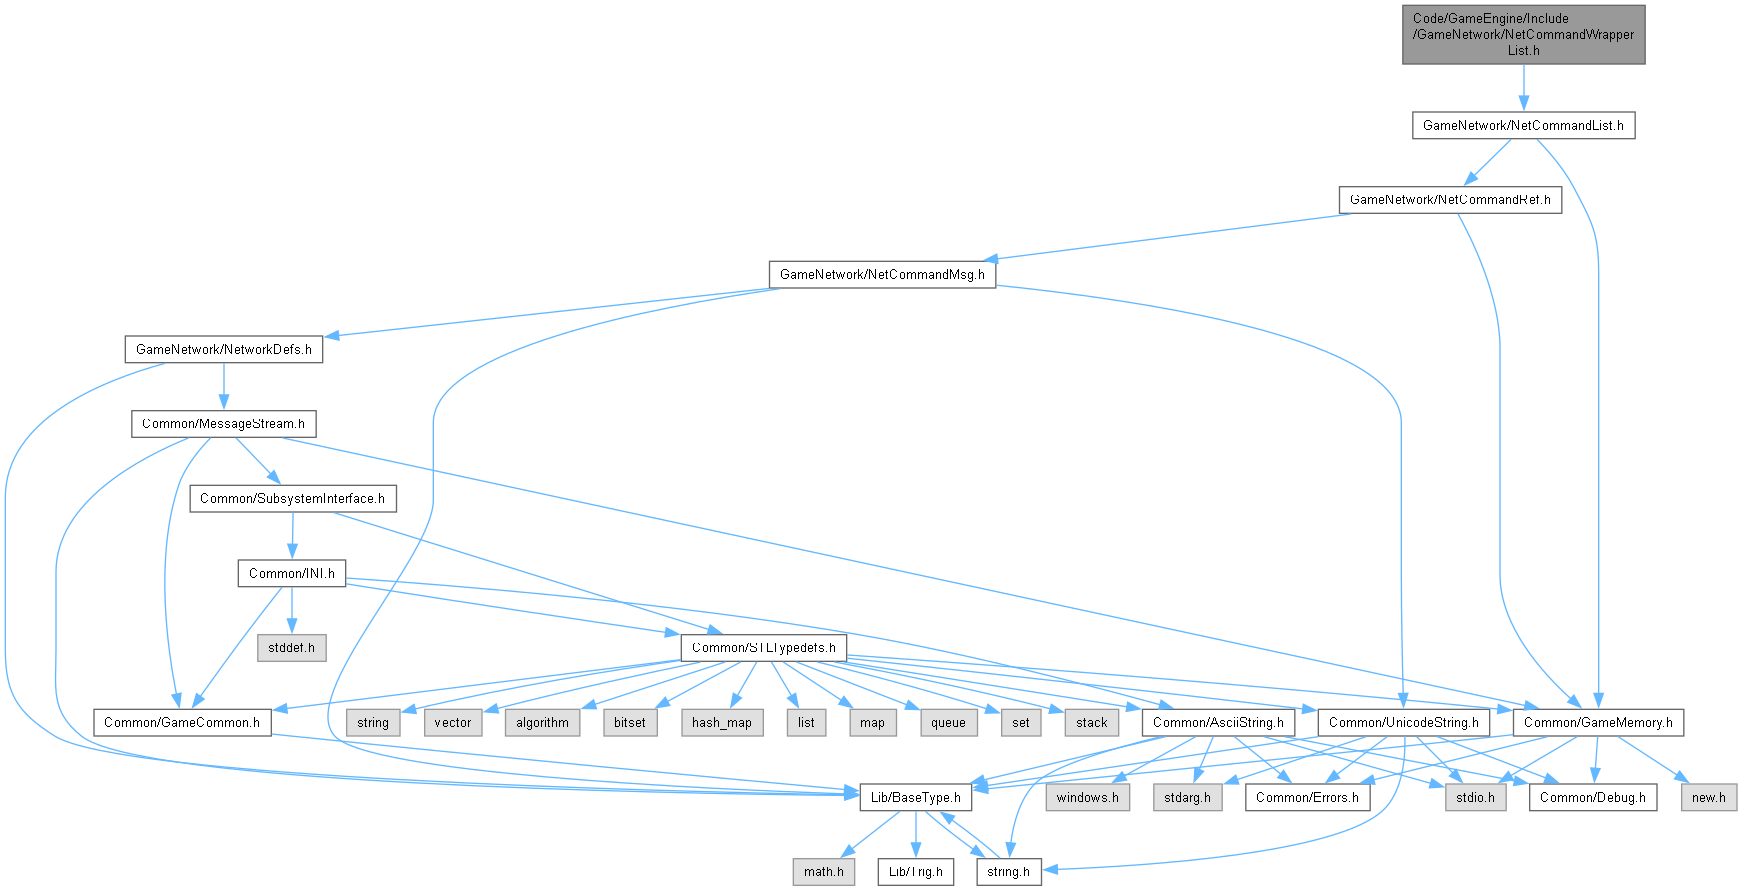 Code/GameEngine/Include
/GameNetwork/NetCommandWrapper
List.h
GameNetwork/NetCommandList.h
GameNetwork/NetCommandRef.h
GameNetwork/NetCommandMsg.h
GameNetwork/NetworkDefs.h
Common/MessageStream.h
Common/SubsystemInterface.h
Common/INI.h
stddef.h
Common/STLTypedefs.h
Common/GameCommon.h
string
vector
algorithm
bitset
hash_map
list
map
queue
set
stack
Common/AsciiString.h
Common/UnicodeString.h
Common/GameMemory.h
Lib/BaseType.h
windows.h
stdarg.h
Common/Errors.h
stdio.h
Common/Debug.h
new.h
math.h
Lib/Trig.h
string.h